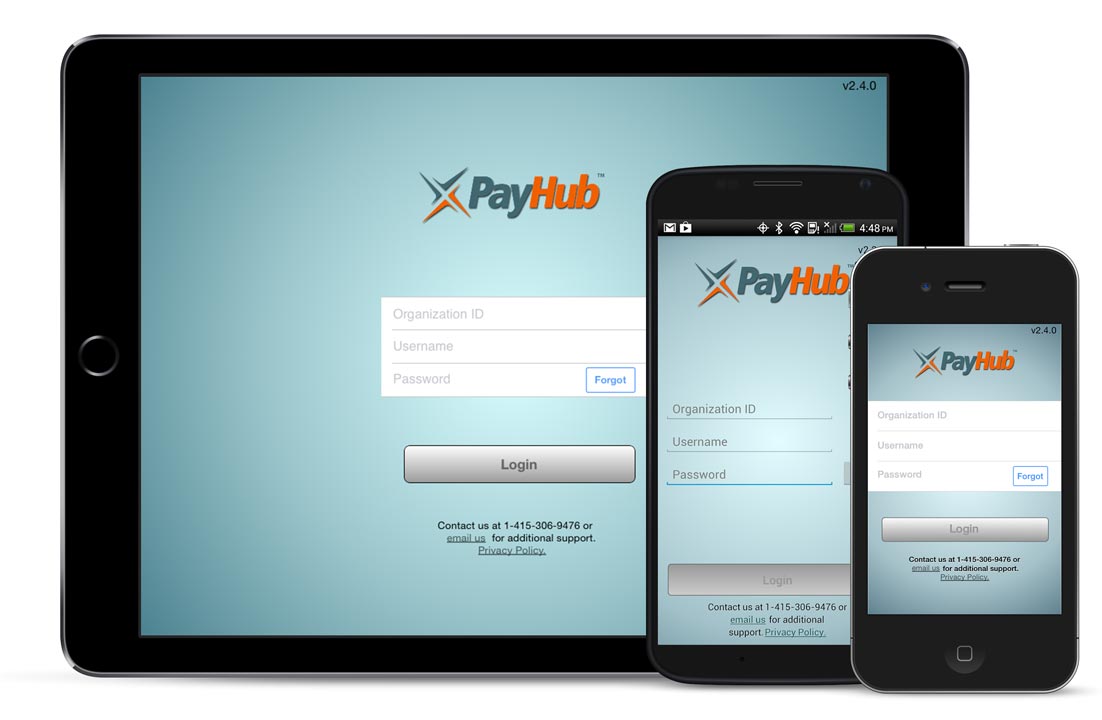 v2.4.0
PayHub™
Organization ID
Username
Password
Forgot
Login
Contact us at 1-415-306-9476 or
email us for additional support.
Privacy Policy.
4:48 PM
PayHub
Organization ID
Username
Password
Login
Contact us at 1-415-306-9476 or
email us for additional
support. Privacy Policy.
v2.4.0
PayHub™
Organization ID
Username
Password
Forgot
Login
Contact us at 1-415-306-9476 or
email us for additional support.
Privacy Policy.